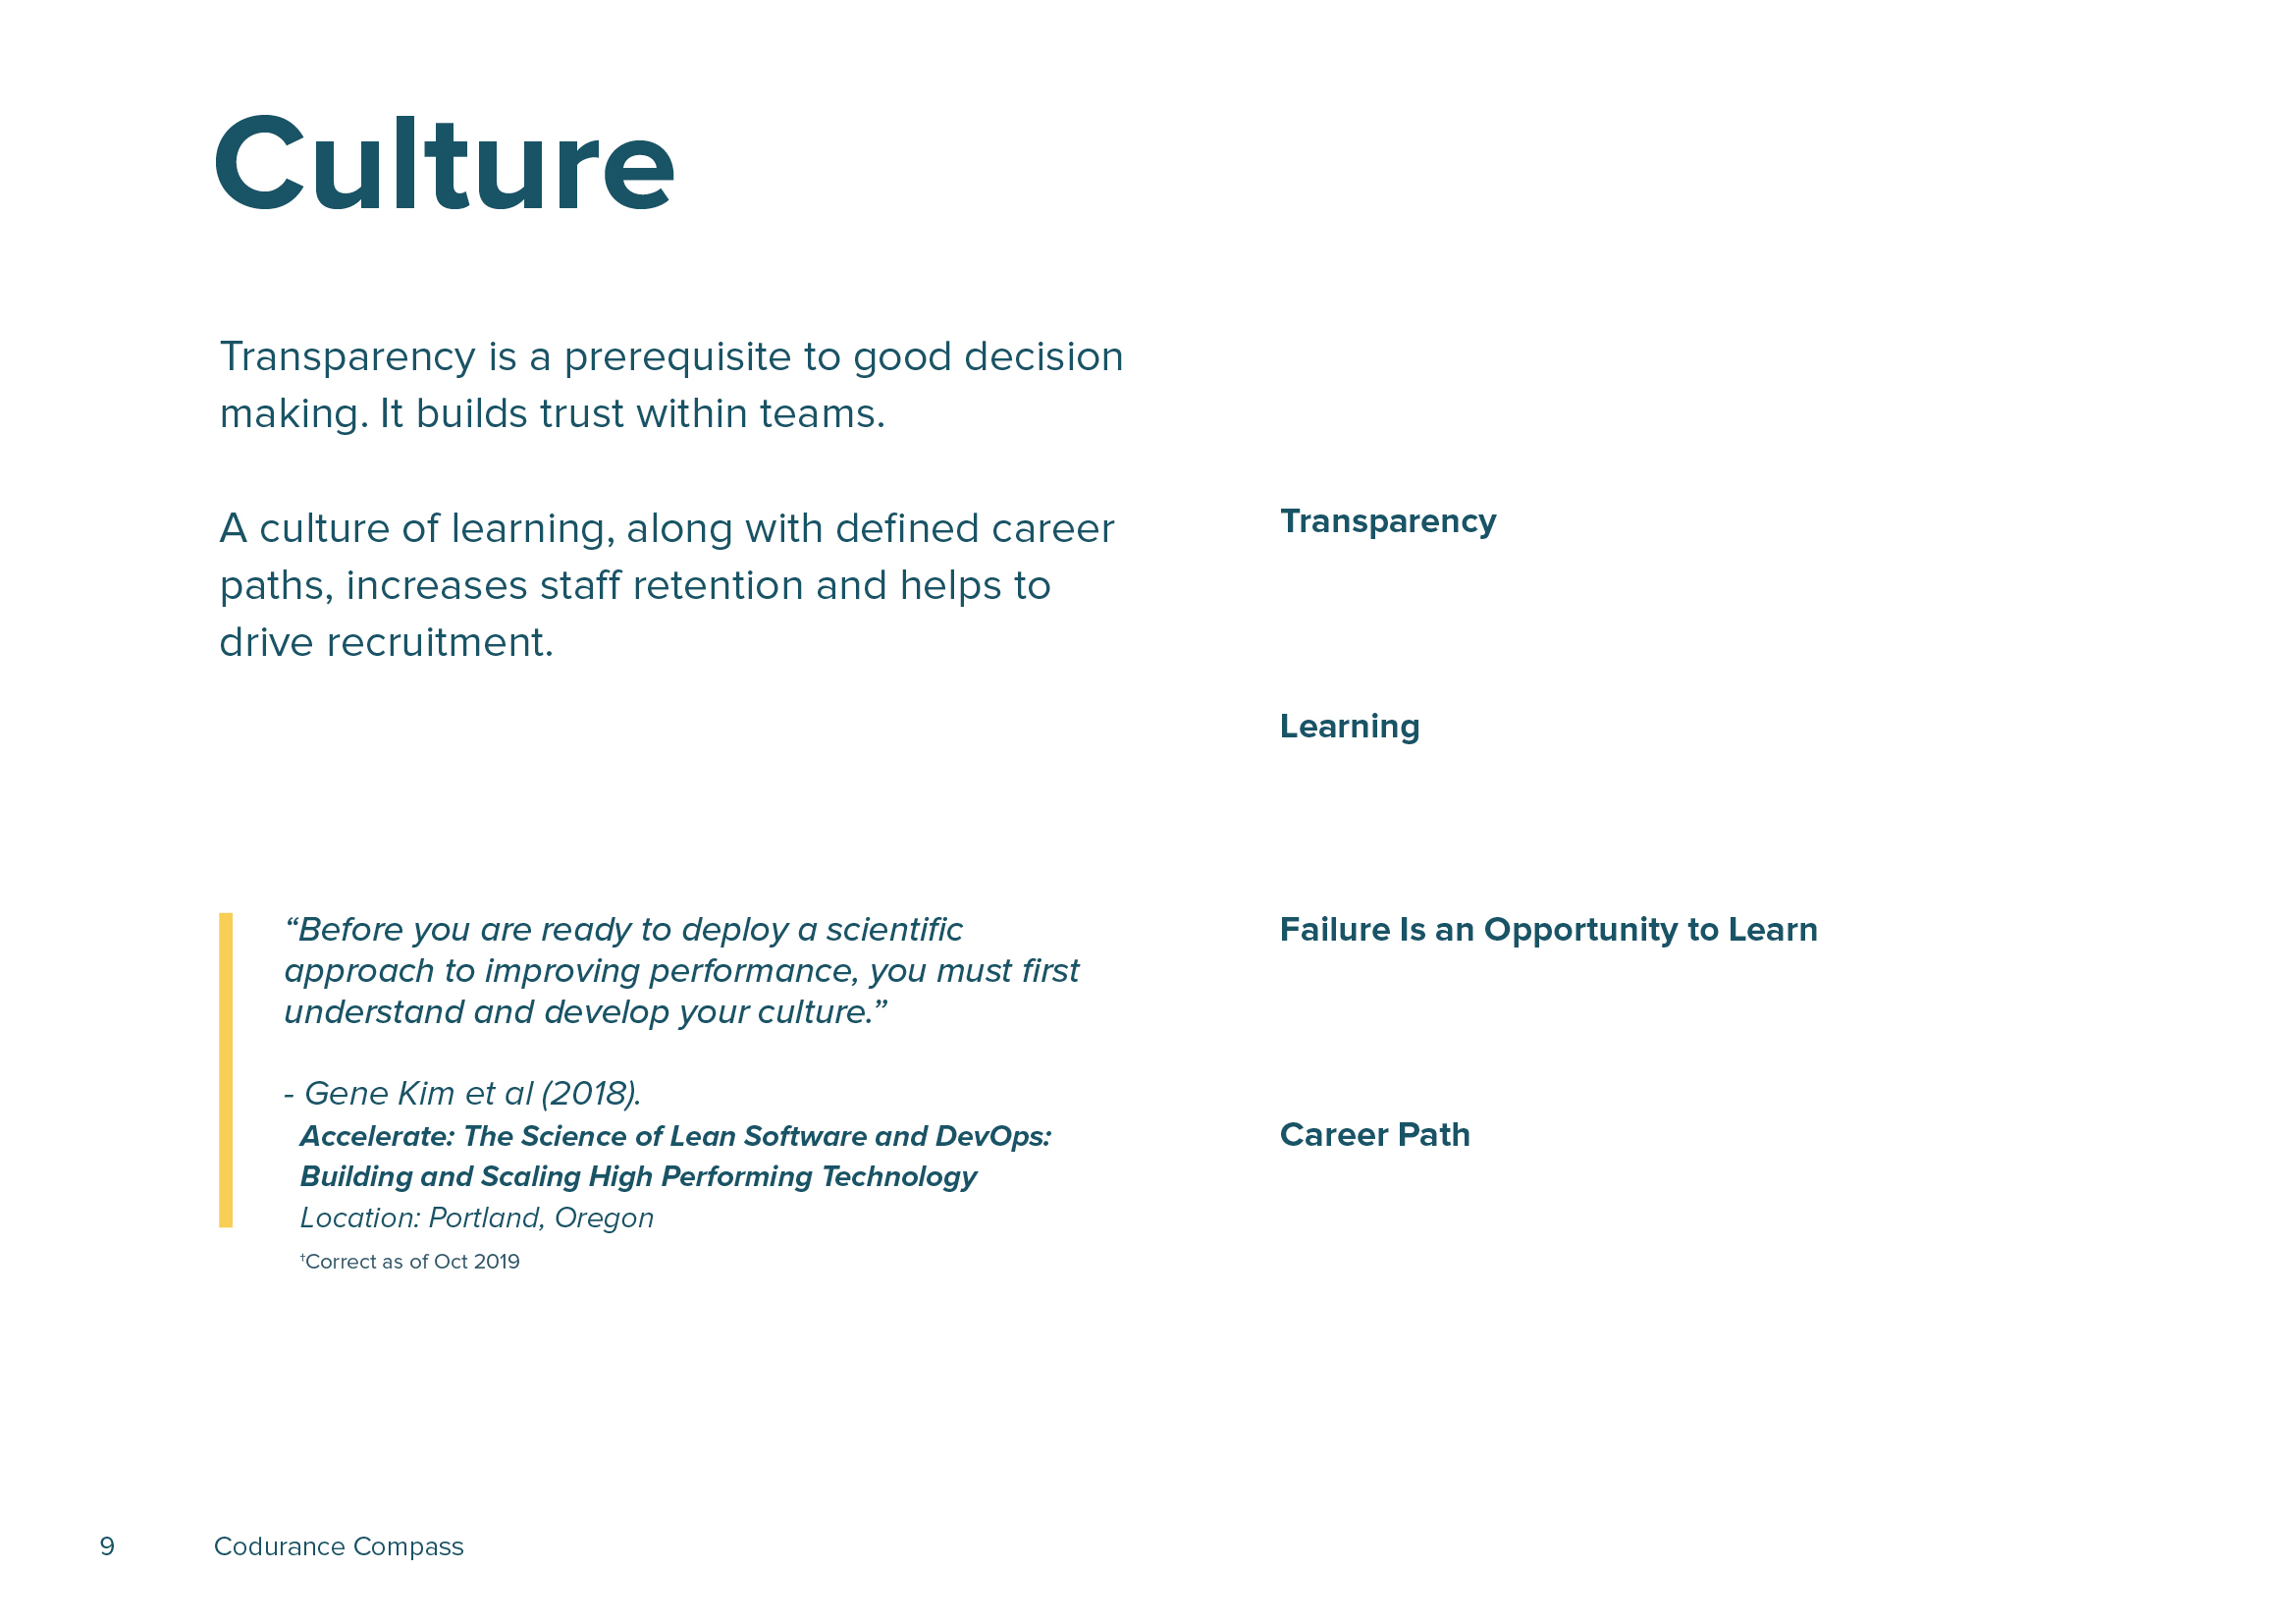 Culture
Transparency is a prerequisite to good decision
making. It builds trust within teams.
A culture of learning, along with defined career
paths, increases staff retention and helps to
drive recruitment.
“Before you are ready to deploy a scientific
approach to improving performance, you must first
understand and develop your culture.”
- Gene Kim et al (2018).
Accelerate: The Science of Lean Software and DevOps:
Building and Scaling High Performing Technology
Location: Portland, Oregon
†Correct as of Oct 2019
Transparency
Learning
Failure Is an Opportunity to Learn
Career Path
9 Codurance Compass